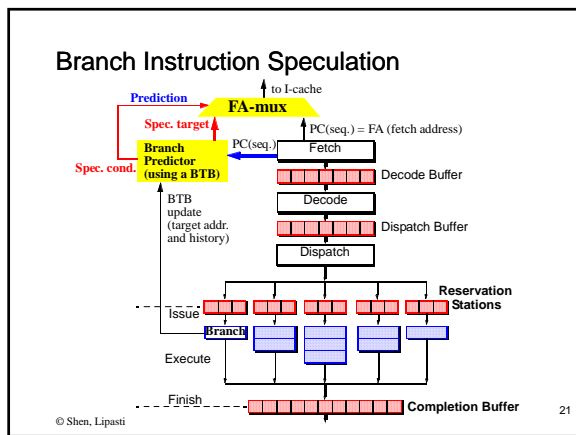 Branch Instruction Speculation
to I-cache
Prediction
FA-mux
Spec. target
PC(seq.) = FA (fetch address)
PC(seq.)
Fetch
Branch
Predictor
(using a BTB)
Spec. cond.
Decode Buffer
BTB
update
(target addr.
and history)
Decode
Dispatch Buffer
Dispatch
Reservation
Stations
Issue
Branch
Execute
Finish
Completion Buffer
© Shen, Lipasti
21